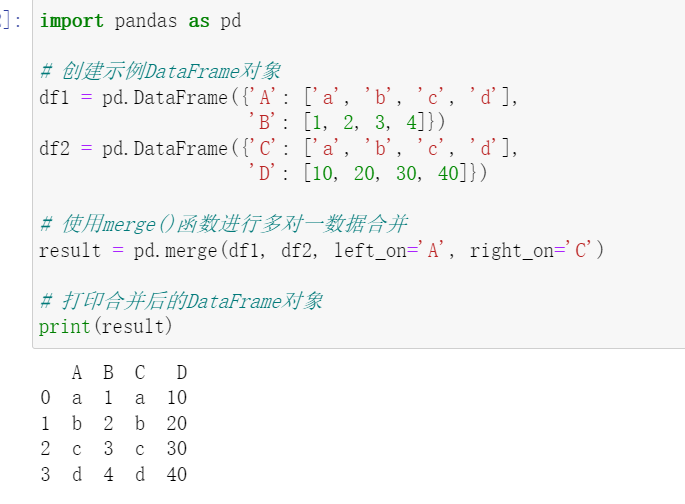 ]:
import pandas as pd
# 创建示例DataFrame对象
df1 = pd.DataFrame({'A': ['a', 'b', 'c', 'd'],
                    'B': [1, 2, 3, 4]})
df2 = pd.DataFrame({'C': ['a', 'b', 'c', 'd'],
                    'D': [10, 20, 30, 40]})
# 使用merge()函数进行多对一数据合并
result = pd.merge(df1, df2, left_on='A', right_on='C')
# 打印合并后的DataFrame对象
print(result)
   A  B  C   D
0  a  1  a  10
1  b  2  b  20
2  c  3  c  30
3  d  4  d  40